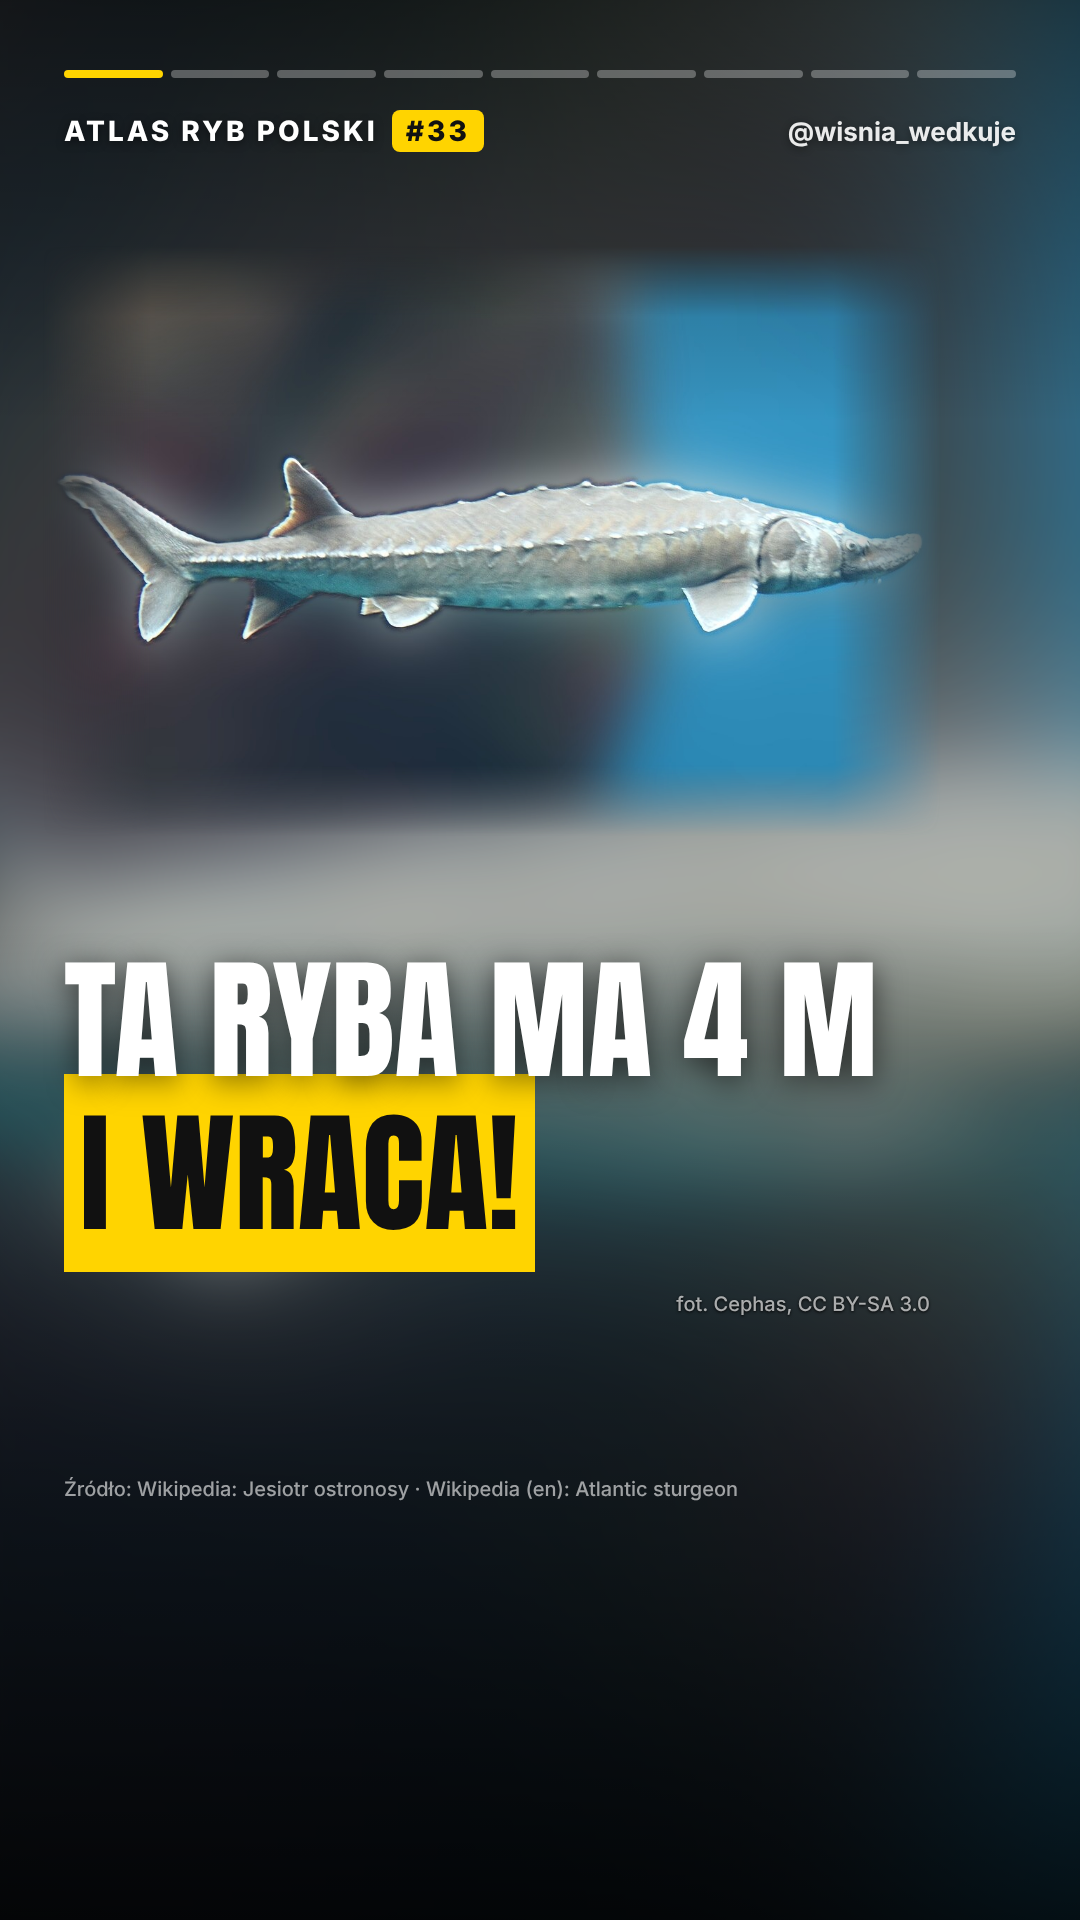 ATLAS RYB POLSKI #33
@wisnia_wedkuje
TA RYBA MA 4 M
I WRACA!
fot. Cephas, CC BY-SA 3.0
Źródło: Wikipedia: Jesiotr ostronosy · Wikipedia (en): Atlantic sturgeon